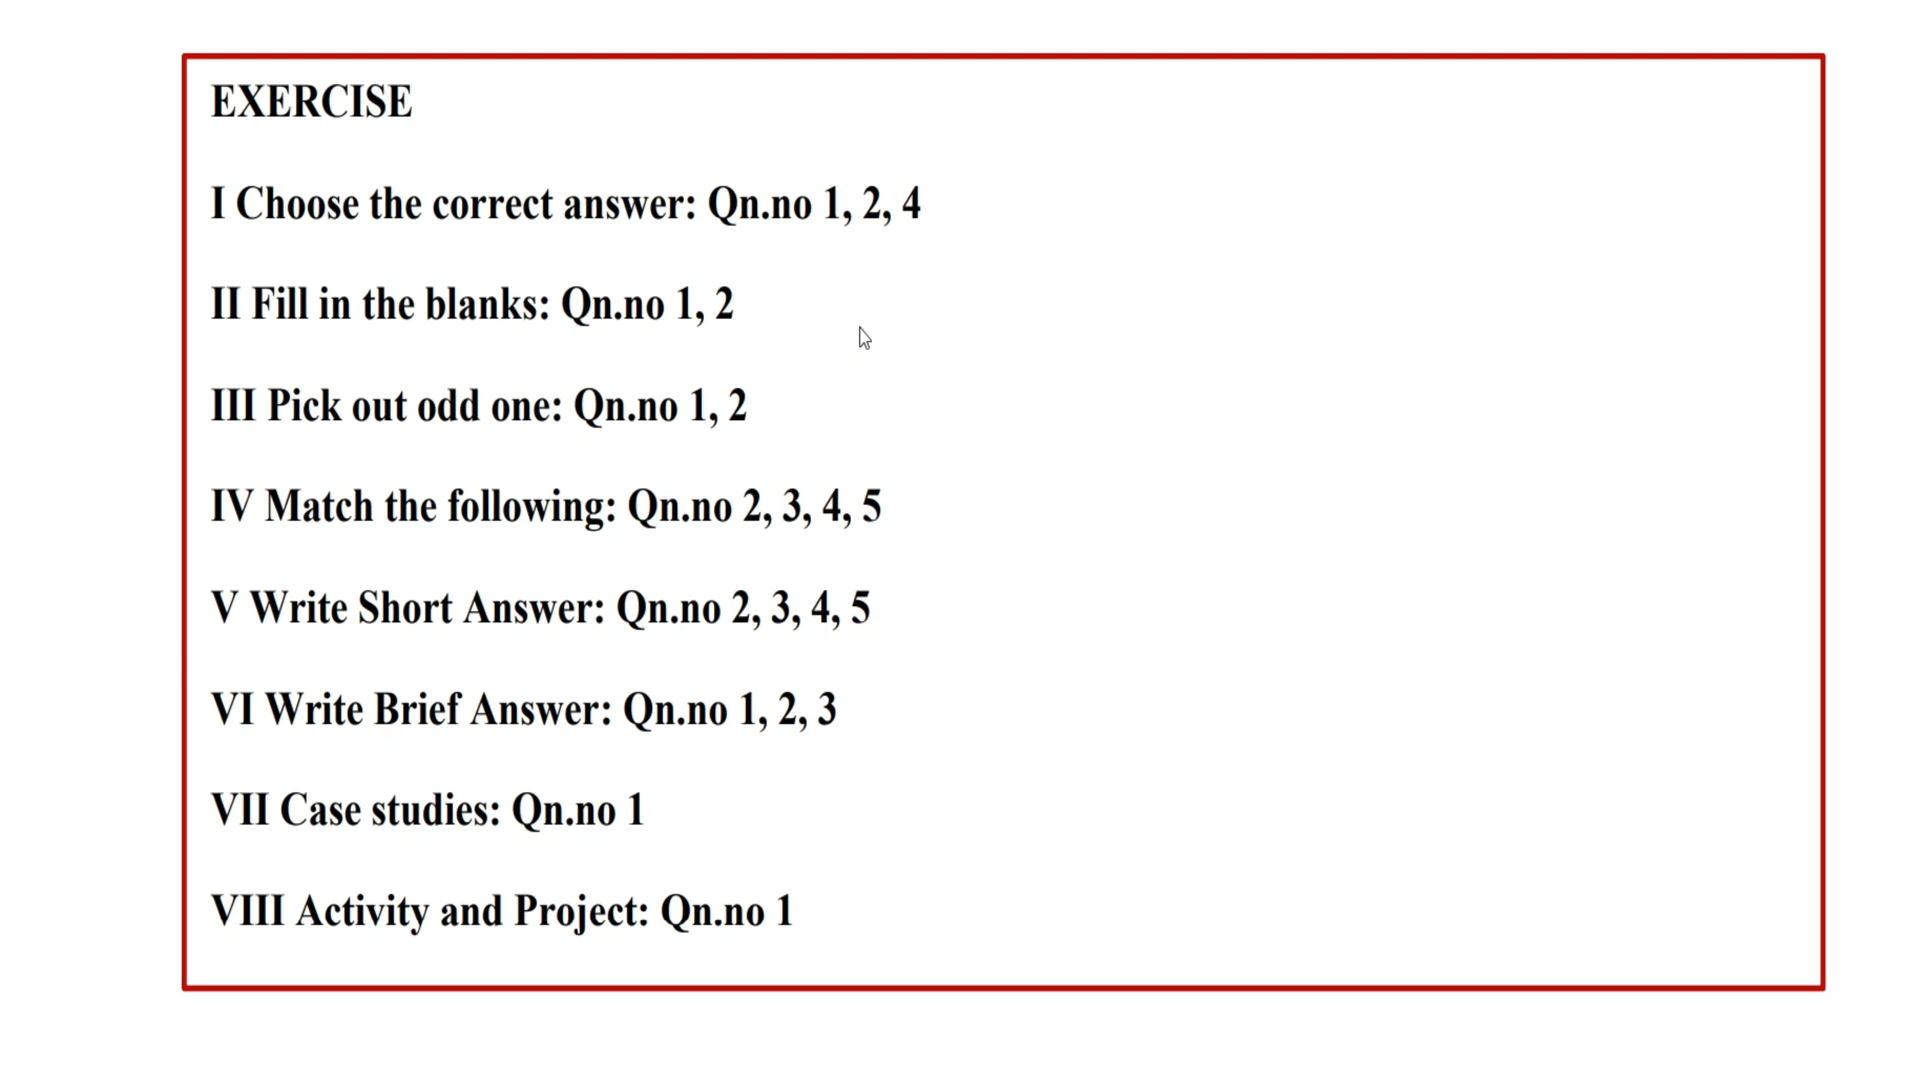 EXERCISE
I Choose the correct answer: Qn.no 1, 2, 4
II Fill in the blanks: Qn.no 1, 2
III Pick out odd one: Qn.no 1, 2
IV Match the following: Qn.no 2, 3, 4, 5
V Write Short Answer: Qn.no 2, 3, 4, 5
VI Write Brief Answer: Qn.no 1, 2, 3
VII Case studies: Qn.no 1
VIII Activity and Project: Qn.no 1